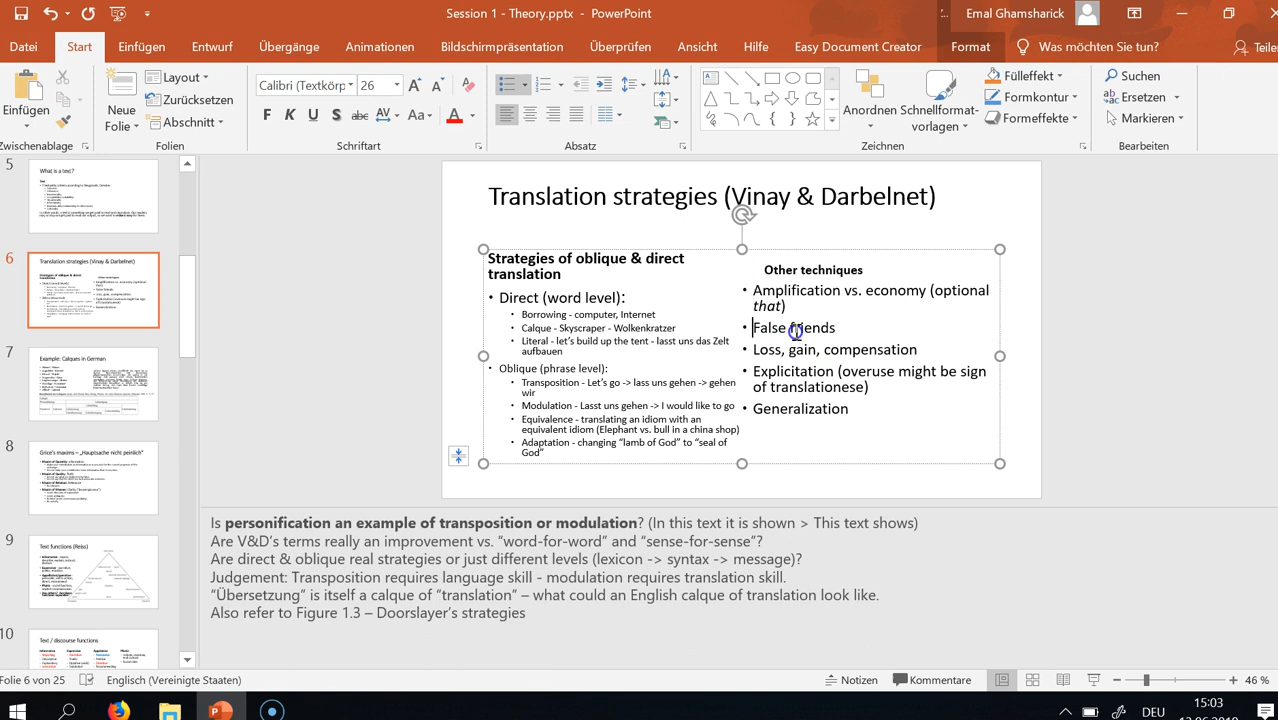 Session 1 - Theory.pptx - PowerPoint
Emal Ghamsharick
Datei Start Einfügen Entwurf Übergänge Animationen Bildschirmpräsentation Überprüfen Ansicht Hilfe Easy Document Creator Format Was möchten Sie tun? Teile
Einfügen
Neue Folie
Layout
Zurücksetzen
Abschnitt
Calibri (Textkörp 26
F K U S abc AV Aa A
Anordnen
Schnellformat-vorlagen
Fülleffekt
Formkontur
Formeffekte
Suchen
Ersetzen
Markieren
Zwischenablage Folien Schriftart Absatz Zeichnen Bearbeiten
5
What is a text?
6
Translation strategies (Vinay & Darbelnet)
7
Example: Calques in German
8
Grice's maxims – „Hauptsache nicht peinlich“
9
Text functions (Reiss)
10
Text / discourse functions
Translation strategies (Vinay & Darbelnet)
Strategies of oblique & direct
translation
• Direct (word level):
• Borrowing - computer, Internet
• Calque - Skyscraper - Wolkenkratzer
• Literal - let’s build up the tent - lasst uns das Zelt
aufbauen
• Oblique (phrase level):
• Transposition - Let’s go -> lass uns gehen -> gehen
wir
• Modulation - Lasst uns gehen -> I would like to go
• Equivalence - translating an idiom with an
equivalent idiom (Elephant vs. bull in a china shop)
• Adaptation - changing “lamb of God” to “seal of
God”
Other techniques
• Amplification vs. economy (optional
that)
• False friends
• Loss, gain, compensation
• Explicitation (overuse might be sign
of translationese)
• Generalization
Is personification an example of transposition or modulation? (In this text it is shown > This text shows)
Are V&D’s terms really an improvement vs. “word-for-word” and “sense-for-sense”?
Are direct & oblique real strategies or just different levels (lexicon -> syntax -> message)?
Judgment: Transposition requires language skill - modulation requires translation skill
“Übersetzung” is itself a calque of “translation” – what could an English calque of translation look like.
Also refer to Figure 1.3 – Doorslayer’s strategies
Folie 6 von 25 Englisch (Vereinigte Staaten) Notizen Kommentare 46 %
DEU 15:03